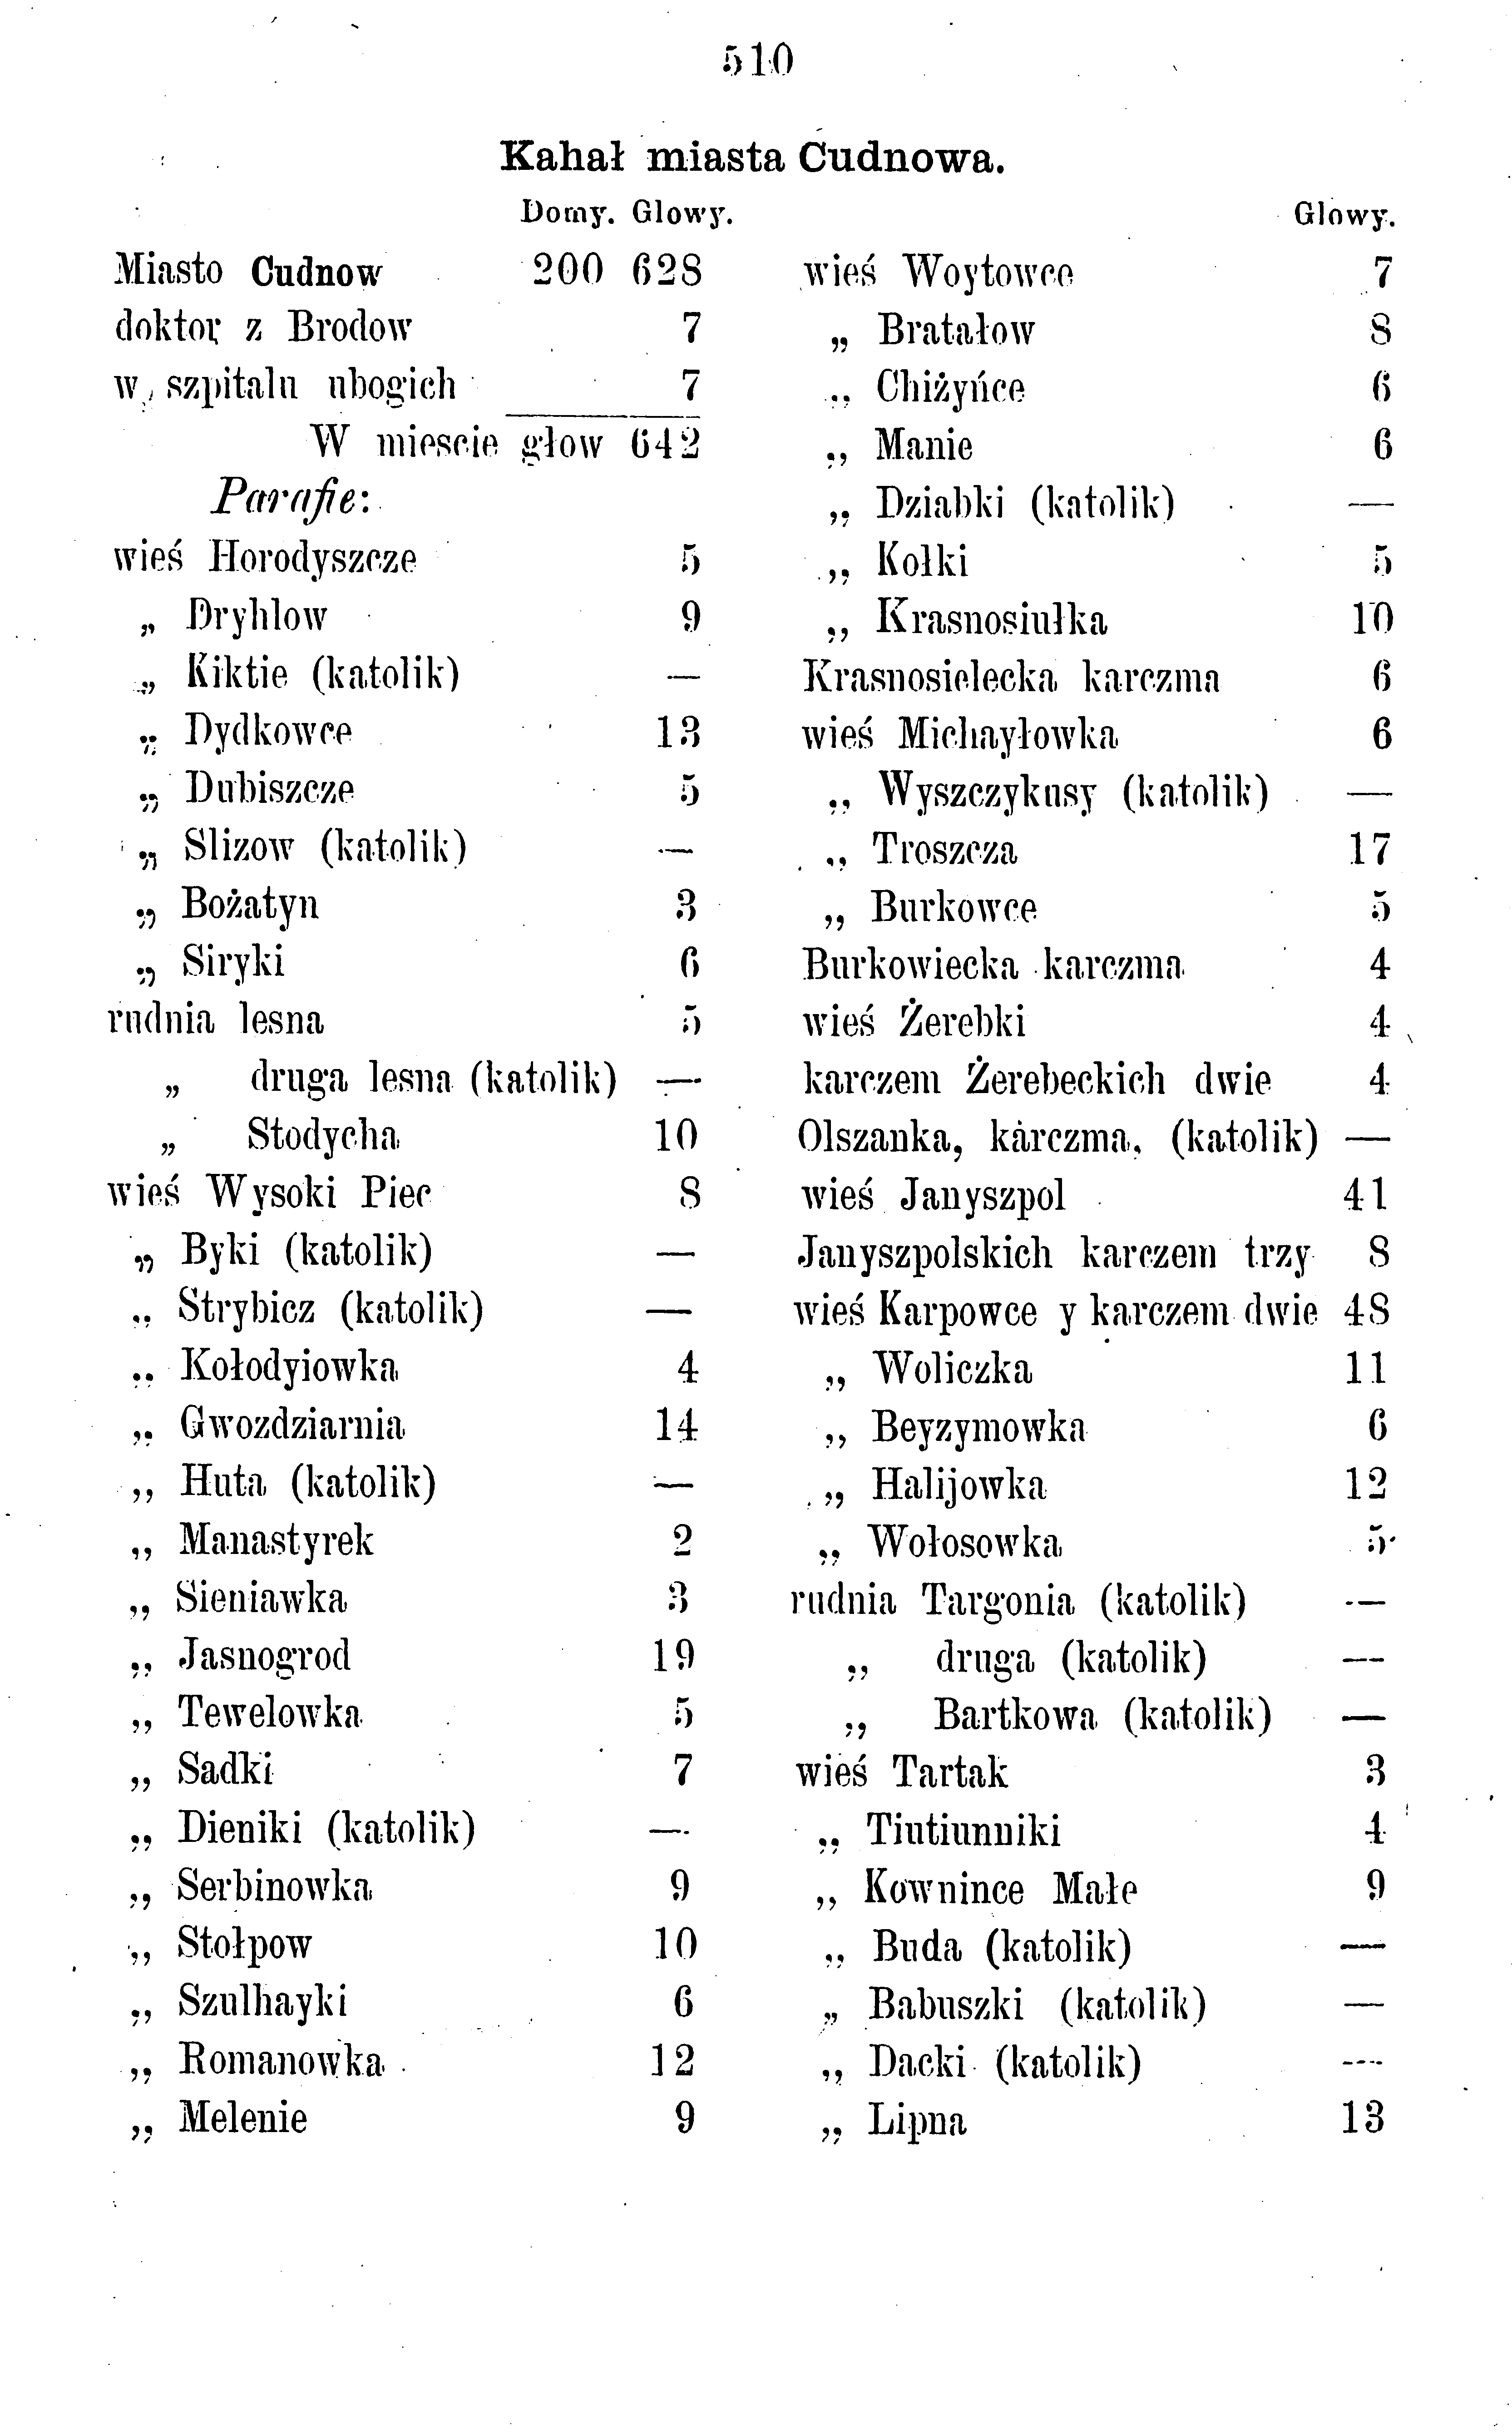 510
Kahał miasta Cudnowa.
Domy. Glowy.
Miasto Cudnow 200 628
doktor z Brodow 7
w szpitalu ubogich 7
W miescie głow 642
Parafie:
wieś Horodyszcze 5
„ Dryhlow 9
„ Kiktie (katolik) —
„ Dydkowce 13
„ Dubiszcze 5
„ Slizow (katolik) —
„ Bożatyn 3
„ Siryki 6
rudnia lesna 5
„ druga lesna (katolik) —
„ Stodycha 10
wieś Wysoki Piec 8
„ Byki (katolik) —
„ Strybicz (katolik) —
„ Kołodyiowka 4
„ Gwozdziarnia 14
„ Huta (katolik) —
„ Manastyrek 2
„ Sieniawka 3
„ Jasnogrod 19
„ Tewelowka 5
„ Sadki 7
„ Dieniki (katolik) —
„ Serbinowka 9
„ Stołpow 10
„ Szulhayki 6
„ Romanowka 12
„ Melenie 9
Glowy.
wieś Woytowce 7
„ Bratałow 8
„ Chiżyńce 6
„ Manie 6
„ Dziabki (katolik) —
„ Kołki 5
„ Krasnosiułka 10
Krasnosielecka karczma 6
wieś Michayłowka 6
„ Wyszczykusy (katolik) —
„ Troszcza 17
„ Burkowce 5
Burkowiecka karczma 4
wieś Żerebki 4
karczem Żerebeckich dwie 4
Olszanka, karczma, (katolik) —
wieś Januszpol 41
Janyszpolskich karczem trzy 8
wieś Karpowce y karczem dwie 48
„ Woliczka 11
„ Beyzymowka 6
„ Halijowka 12
„ Wołosowka 5
rudnia Targonia (katolik) —
„ druga (katolik) —
„ Bartkowa (katolik) —
wieś Tartak 3
„ Tiutiunniki 4
„ Kownince Małe 9
„ Buda (katolik) —
„ Babuszki (katolik) —
„ Dacki (katolik) —
„ Lipna 13